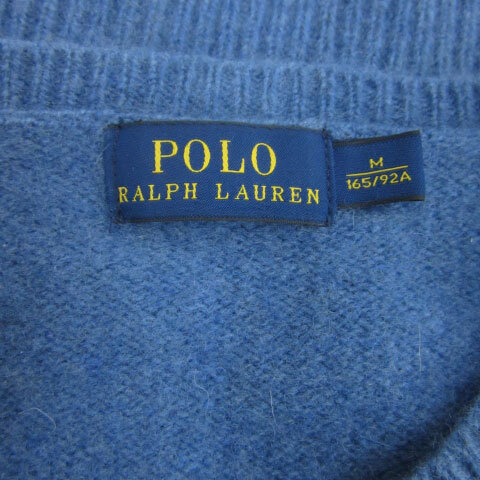 POLO
RALPH LAUREN
M
165/92A